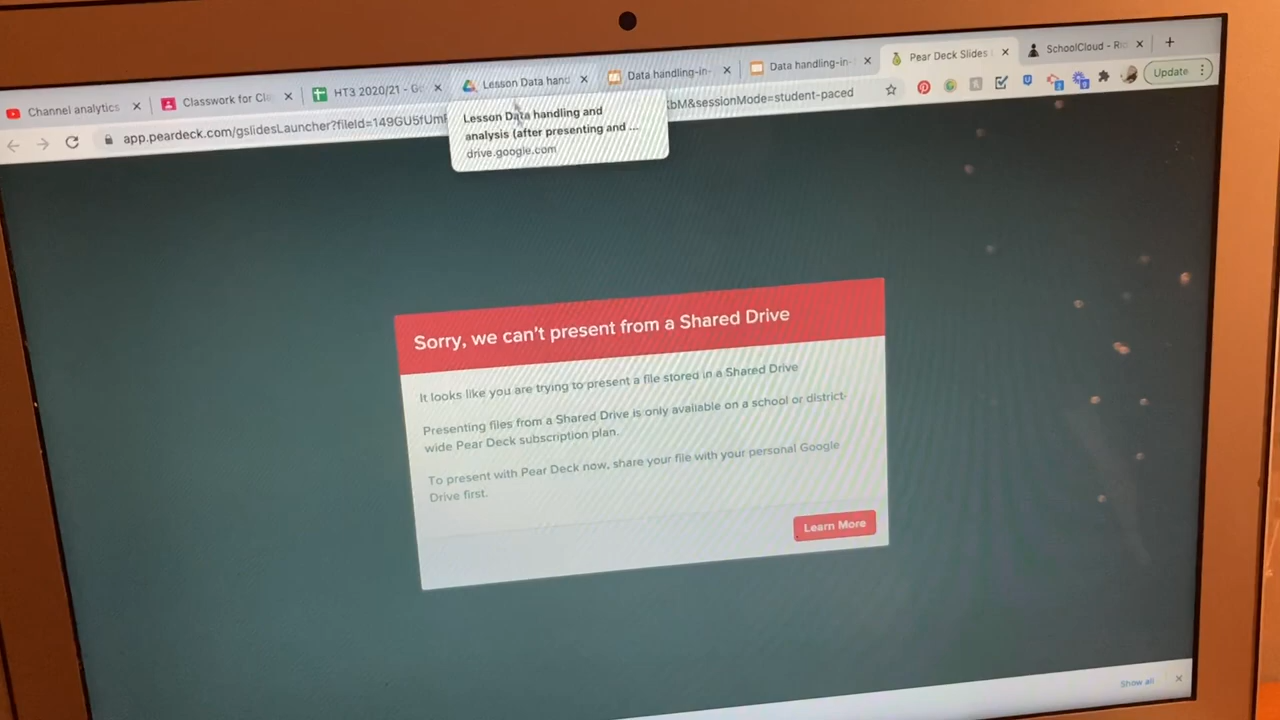 Channel analytics
Classwork for Cl
HT3 2020/21 - G
Lesson Data hand
Data handling-in-
Data handling-in-
Pear Deck Slides
SchoolCloud - Ri
app.peardeck.com/gslidesLauncher?fileId=149GU5fUmF
bM&sessionMode=student-paced
Update
Lesson Data handling and
analysis (after presenting and ...
drive.google.com
Sorry, we can't present from a Shared Drive
It looks like you are trying to present a file stored in a Shared Drive
Presenting files from a Shared Drive is only available on a school or district-
wide Pear Deck subscription plan.
To present with Pear Deck now, share your file with your personal Google
Drive first.
Learn More
Show all